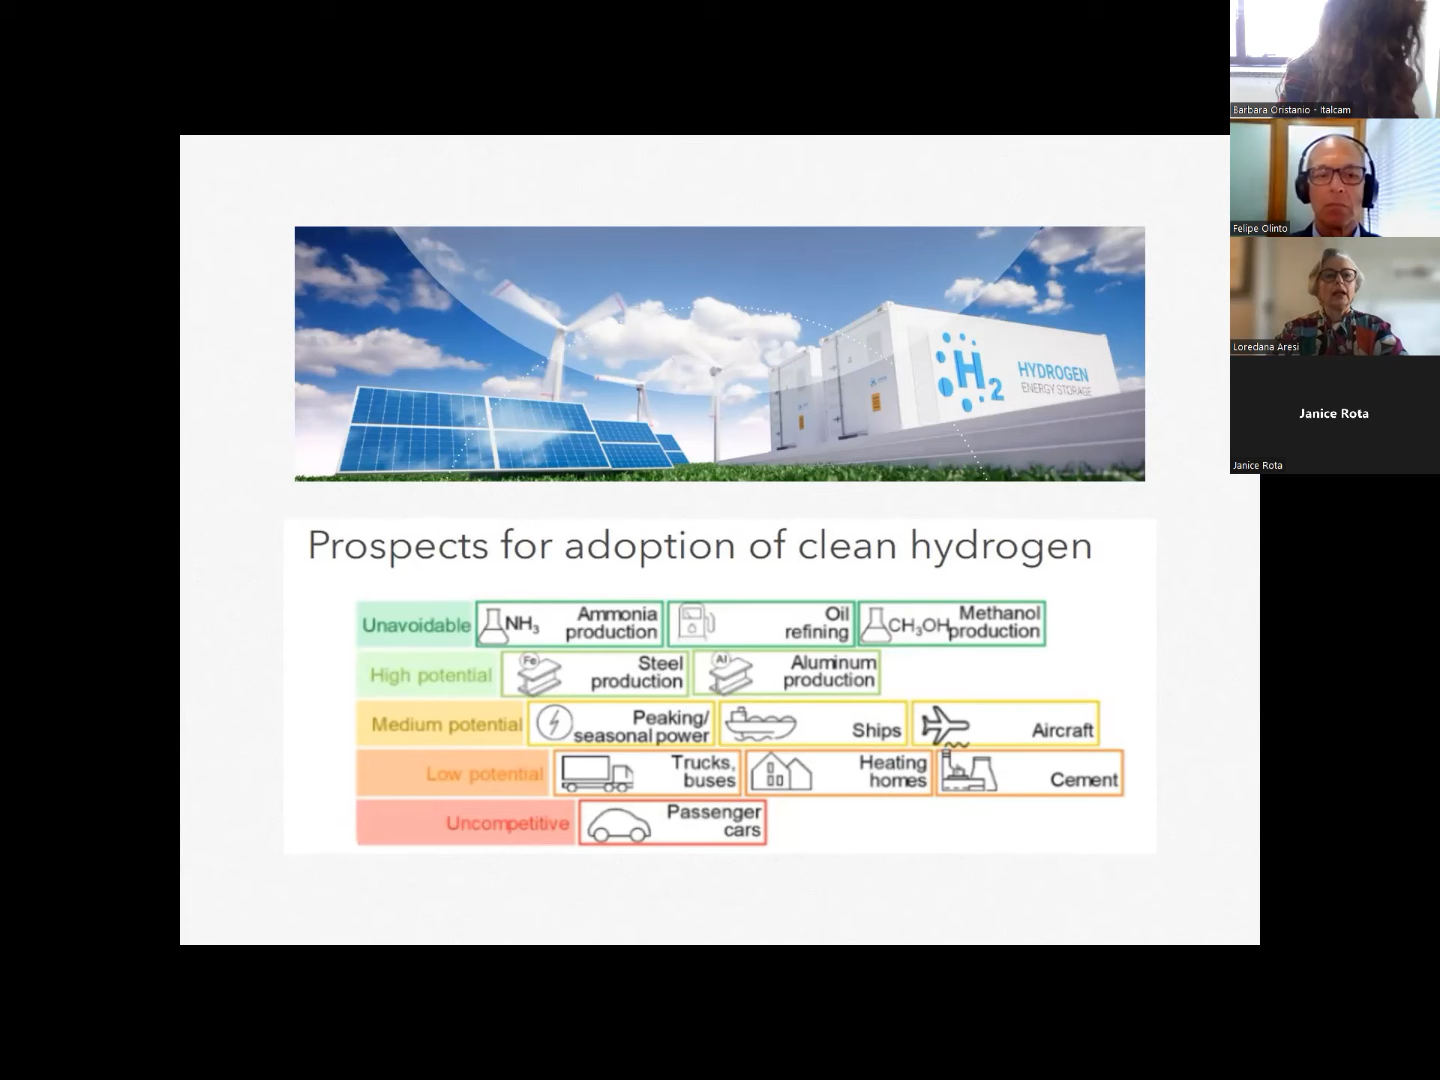 Barbara Oristanio - Italcam
Felipe Olinto
Loredana Aresi
Janice Rota
Janice Rota
H2
HYDROGEN
ENERGY STORAGE
Prospects for adoption of clean hydrogen
Unavoidable
NH3
Ammonia
production
Oil
refining
CH3OH
Methanol
production
High potential
Fe
Steel
production
Al
Aluminum
production
Medium potential
Peaking/
seasonal power
Ships
Aircraft
Low potential
Trucks,
buses
Heating
homes
Cement
Uncompetitive
Passenger
cars